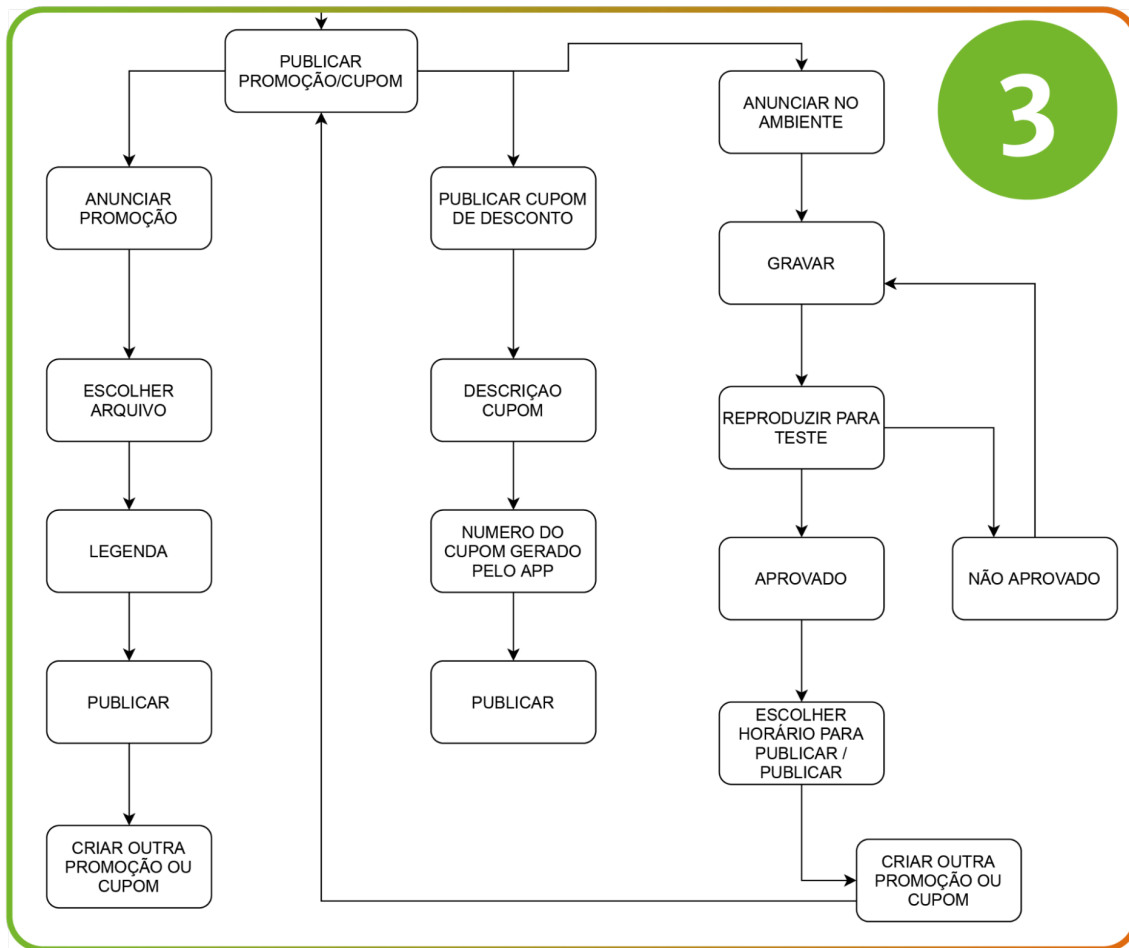 PUBLICAR
PROMOÇÃO/CUPOM
3
ANUNCIAR NO
AMBIENTE
ANUNCIAR
PROMOÇÃO
PUBLICAR CUPOM
DE DESCONTO
GRAVAR
ESCOLHER
ARQUIVO
DESCRIÇAO
CUPOM
REPRODUZIR PARA
TESTE
LEGENDA
NUMERO DO
CUPOM GERADO
PELO APP
APROVADO
NÃO APROVADO
PUBLICAR
PUBLICAR
ESCOLHER
HORÁRIO PARA
PUBLICAR /
PUBLICAR
CRIAR OUTRA
PROMOÇÃO OU
CUPOM
CRIAR OUTRA
PROMOÇÃO OU
CUPOM